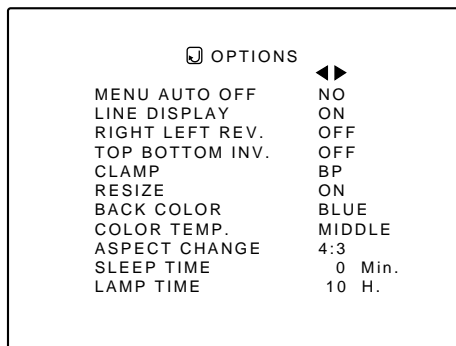 OPTIONS
MENU AUTO OFF NO
LINE DISPLAY ON
RIGHT LEFT REV. OFF
TOP BOTTOM INV. OFF
CLAMP BP
RESIZE ON
BACK COLOR BLUE
COLOR TEMP. MIDDLE
ASPECT CHANGE 4:3
SLEEP TIME 0 Min.
LAMP TIME 10 H.